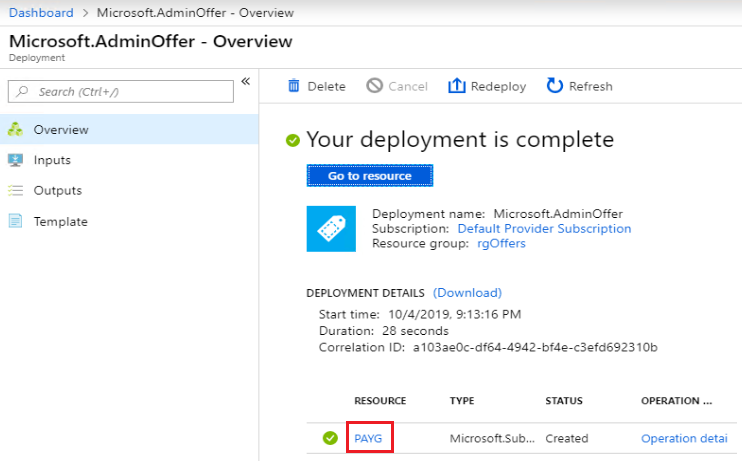 Dashboard > Microsoft.AdminOffer - Overview
Microsoft.AdminOffer - Overview
Deployment
Search (Ctrl+/)
«
Overview
Inputs
Outputs
Template
Delete Cancel Redeploy Refresh
Your deployment is complete
Go to resource
Deployment name: Microsoft.AdminOffer
Subscription: Default Provider Subscription
Resource group: rgOffers
DEPLOYMENT DETAILS (Download)
Start time: 10/4/2019, 9:13:16 PM
Duration: 28 seconds
Correlation ID: a103ae0c-df64-4942-bf4e-c3efd692310b
RESOURCE TYPE STATUS OPERATION ...
PAYG Microsoft.Sub... Created Operation detai